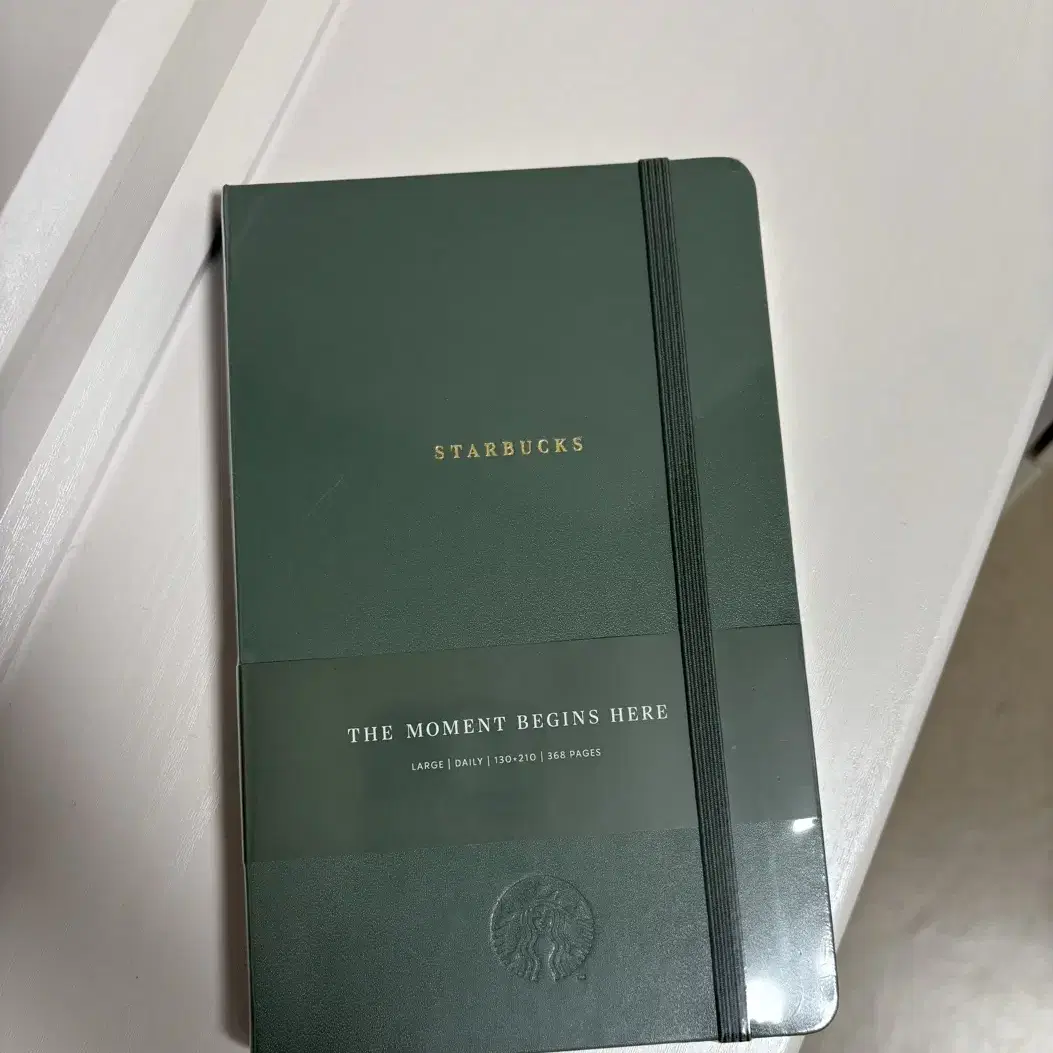 STARBUCKS
THE MOMENT BEGINS HERE
LARGE | DAILY | 130*210 | 368 PAGES